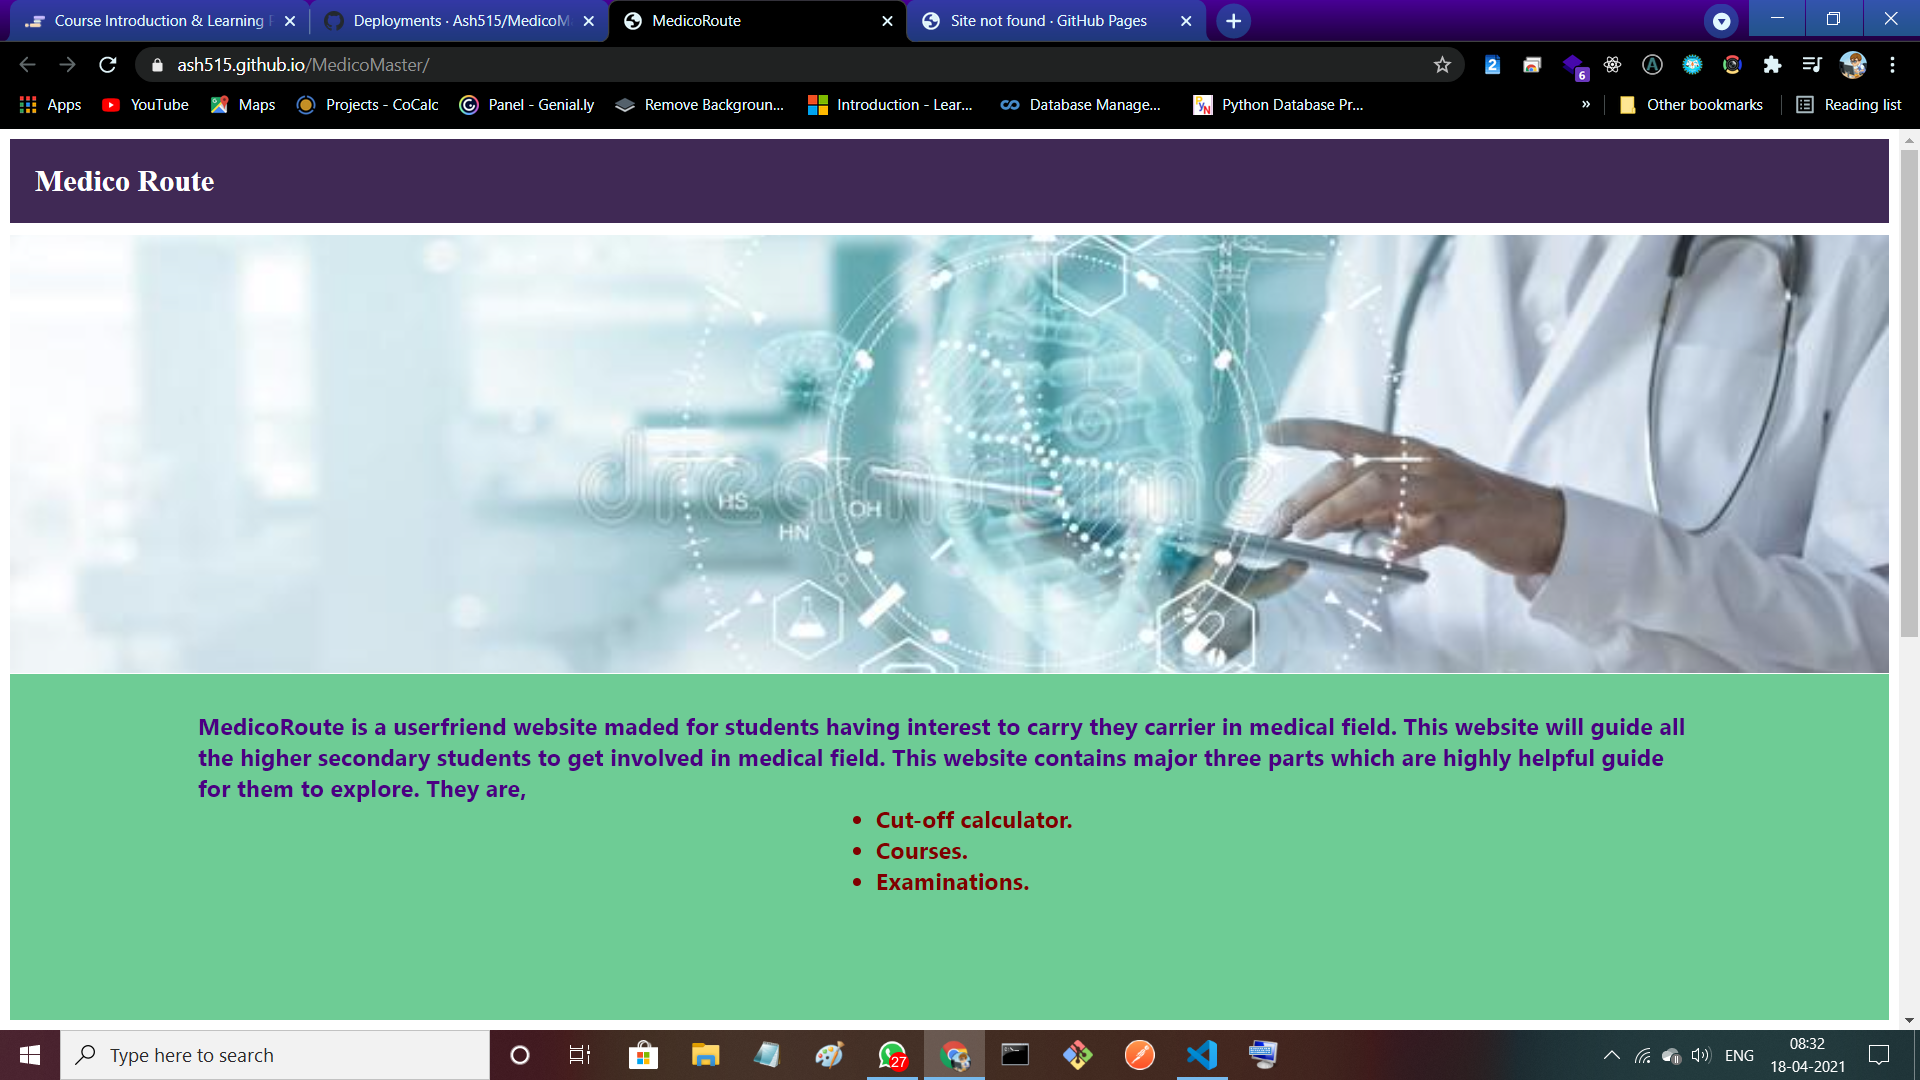 Course Introduction & Learning
Deployments · Ash515/MedicoM
MedicoRoute
Site not found · GitHub Pages
ash515.github.io/MedicoMaster/
2
A
6
Apps
YouTube
Maps
Projects - CoCalc
Panel - Genial.ly
Remove Backgroun...
Introduction - Lear...
Database Manage...
Python Database Pr...
»
Other bookmarks
Reading list
Medico Route
dreamstime.
HS
OH
HN
MedicoRoute is a userfriend website maded for students having interest to carry they carrier in medical field. This website will guide all
the higher secondary students to get involved in medical field. This website contains major three parts which are highly helpful guide
for them to explore. They are,
• Cut-off calculator.
• Courses.
• Examinations.
Type here to search
27
ENG
08:32
18-04-2021